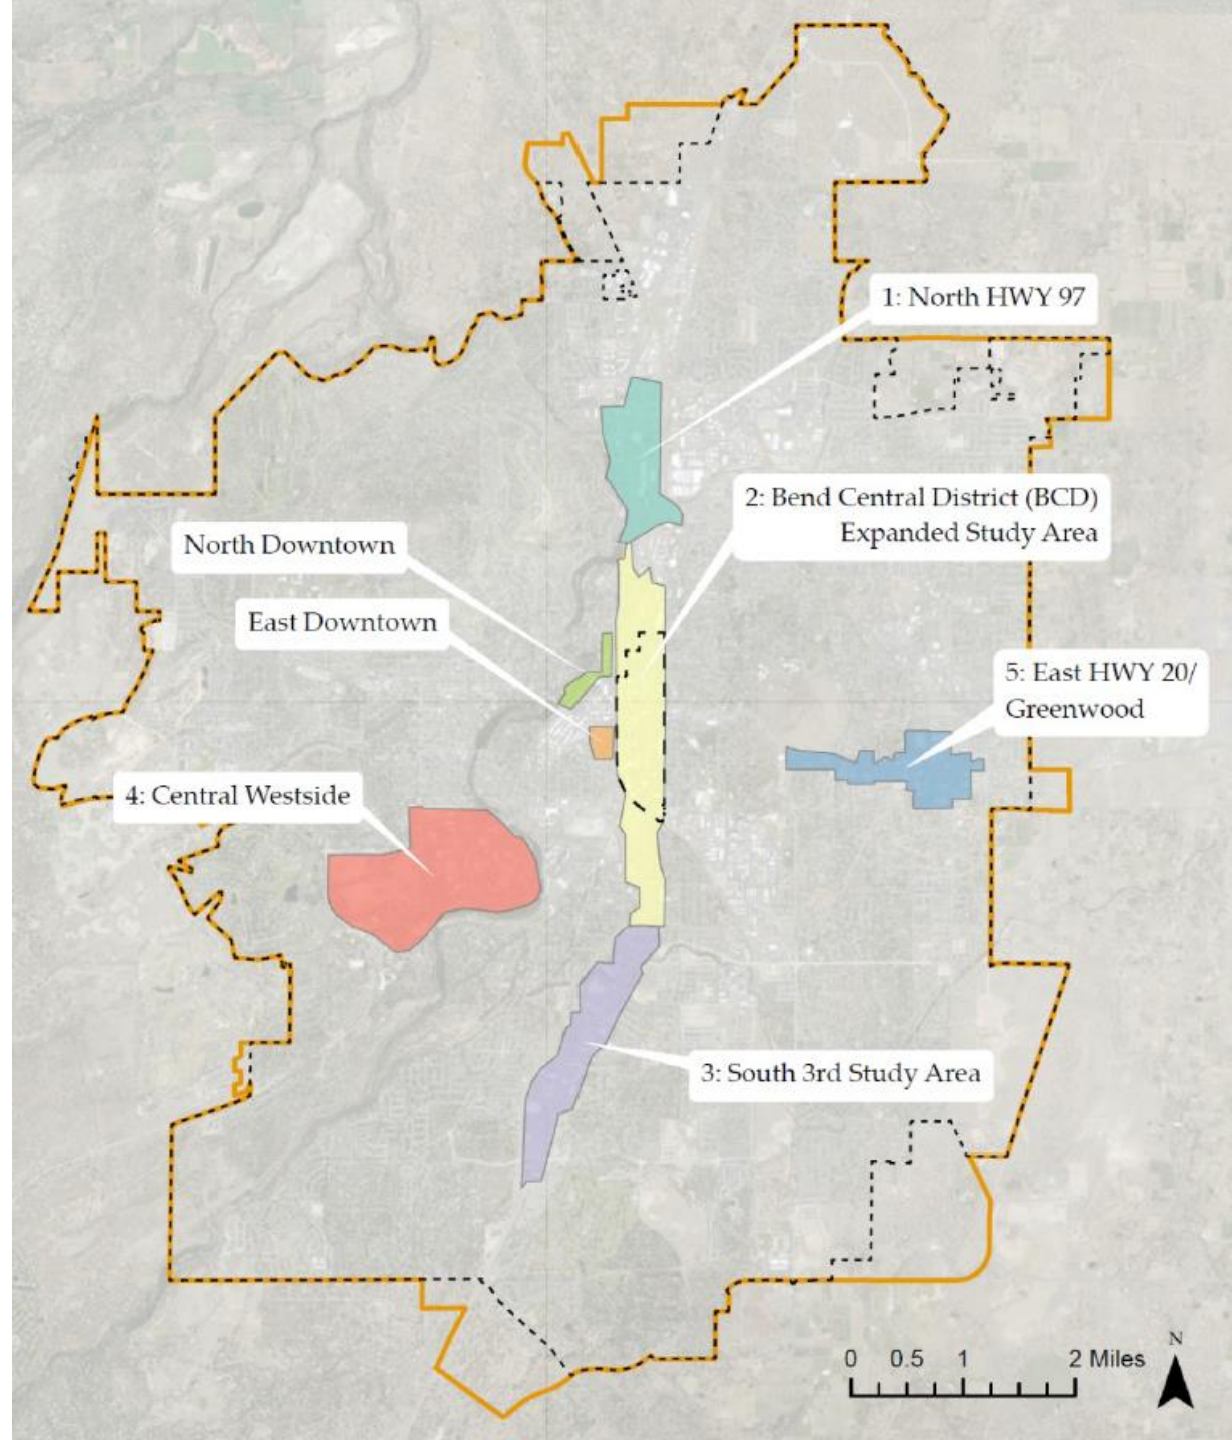 1: North HWY 97
2: Bend Central District (BCD)
Expanded Study Area
North Downtown
East Downtown
5: East HWY 20/
Greenwood
4: Central Westside
3: South 3rd Study Area
N
0 0.5 1 2 Miles